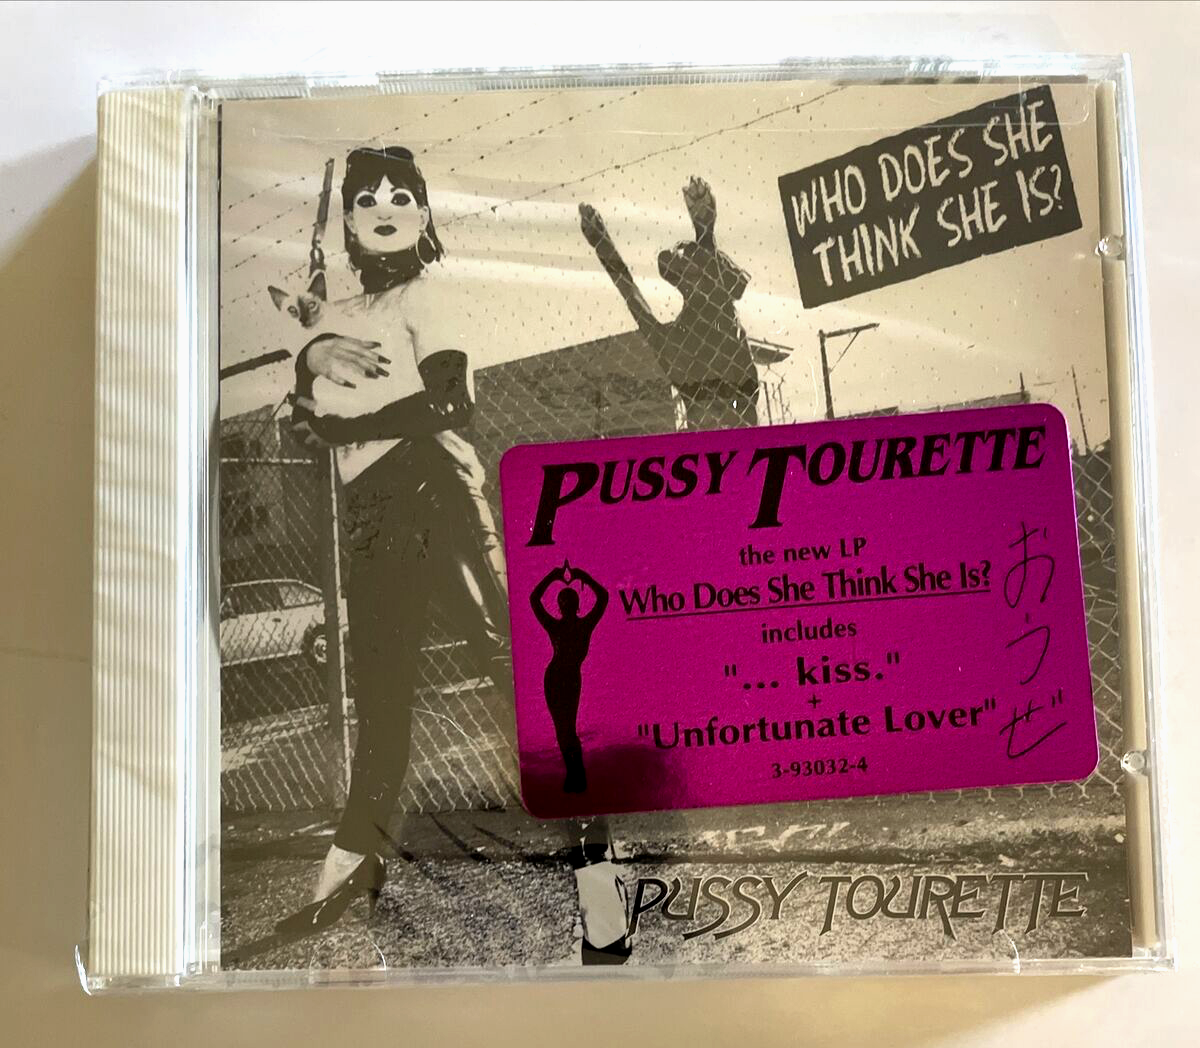 WHO DOES SHE
THINK SHE IS?
PUSSY TOURETTE
the new LP
Who Does She Think She Is?
includes
"... kiss."
+
"Unfortunate Lover"
3-93032-4
おうぜ
PUSSY TOURETTE